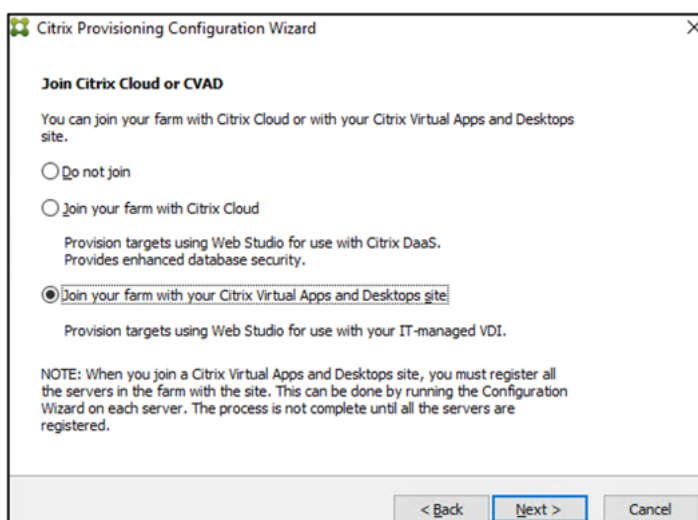 Citrix Provisioning Configuration Wizard
Join Citrix Cloud or CVAD
You can join your farm with Citrix Cloud or with your Citrix Virtual Apps and Desktops
site.
Do not join
Join your farm with Citrix Cloud
Provision targets using Web Studio for use with Citrix DaaS.
Provides enhanced database security.
Join your farm with your Citrix Virtual Apps and Desktops site
Provision targets using Web Studio for use with your IT-managed VDI.
NOTE: When you join a Citrix Virtual Apps and Desktops site, you must register all
the servers in the farm with the site. This can be done by running the Configuration
Wizard on each server. The process is not complete until all the servers are
registered.
< Back Next > Cancel